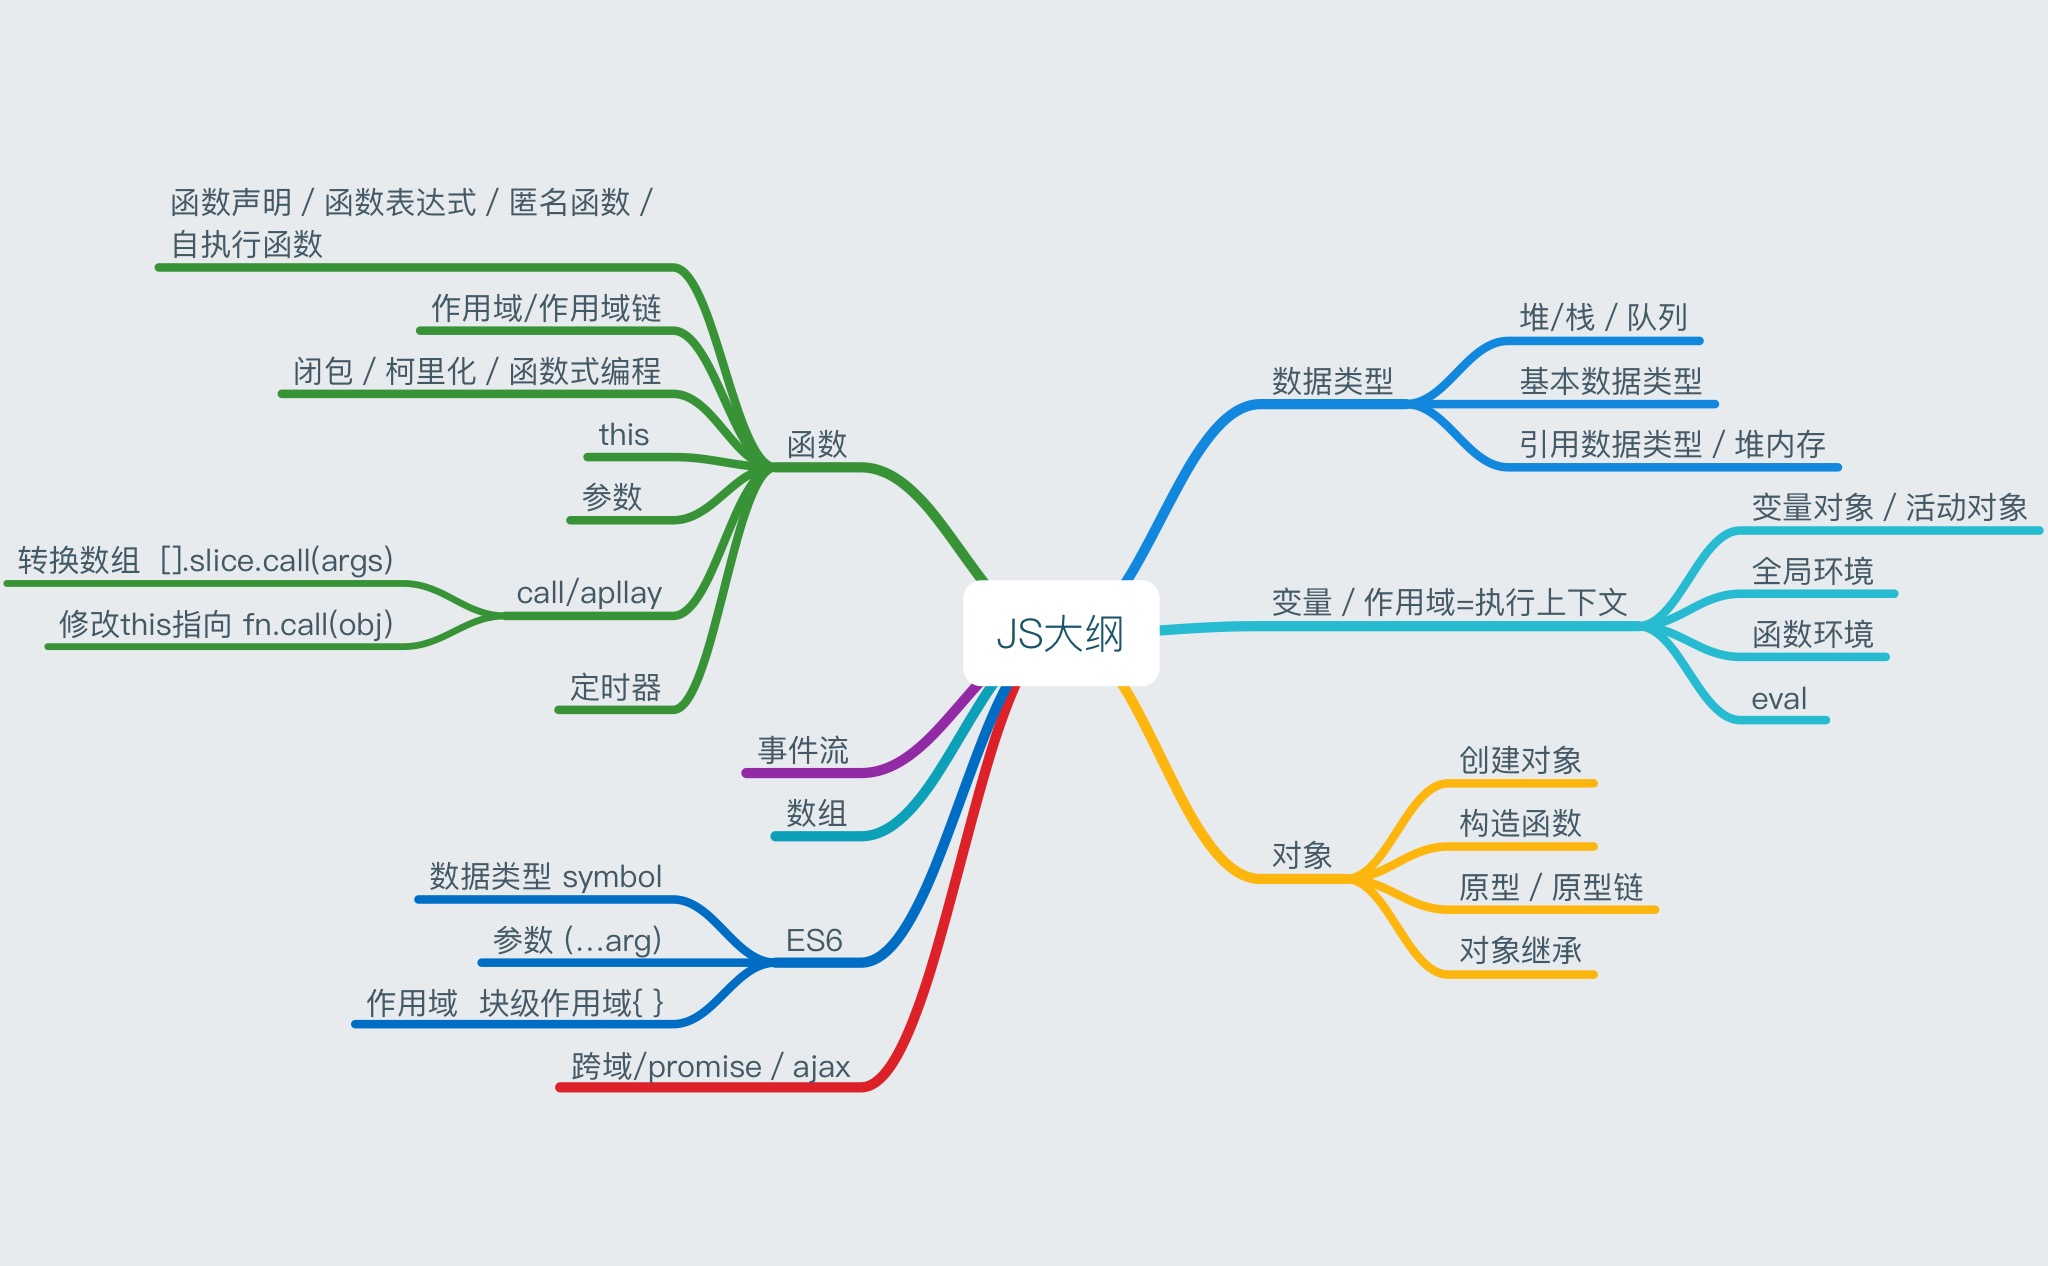 JS大纲
数据类型
堆/栈 / 队列
基本数据类型
引用数据类型 / 堆内存
变量 / 作用域=执行上下文
变量对象 / 活动对象
全局环境
函数环境
eval
对象
创建对象
构造函数
原型 / 原型链
对象继承
函数
函数声明 / 函数表达式 / 匿名函数 /
自执行函数
作用域/作用域链
闭包 / 柯里化 / 函数式编程
this
参数
call/apllay
转换数组  [].slice.call(args)
修改this指向 fn.call(obj)
定时器
事件流
数组
ES6
数据类型 symbol
参数 (...arg)
作用域  块级作用域{ }
跨域/promise / ajax